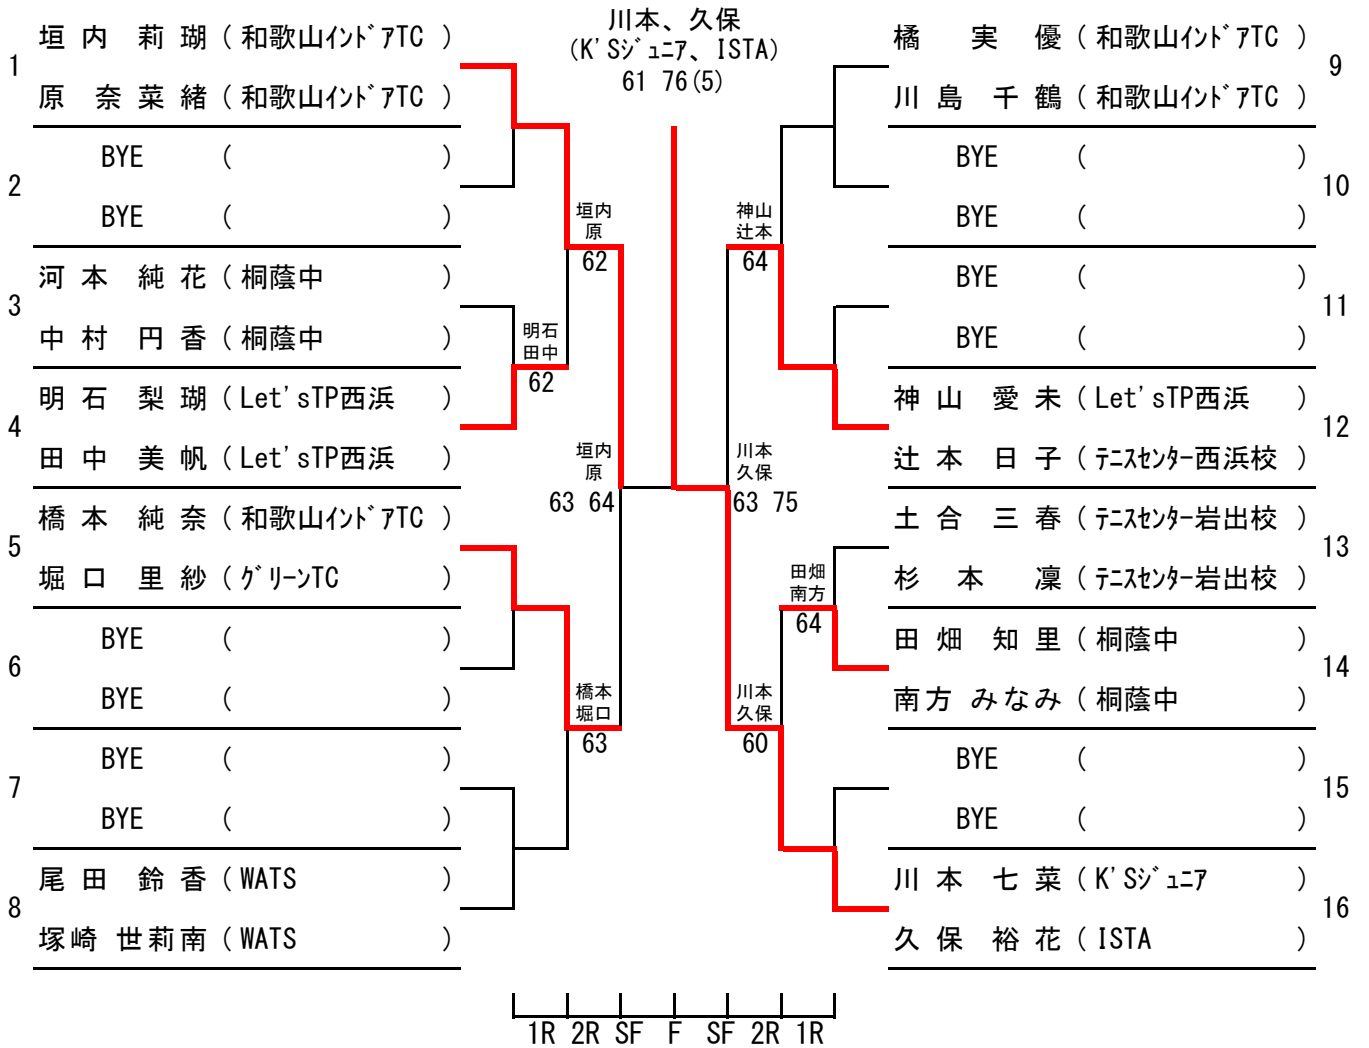 川本、久保
(K'Sジュニア、ISTA)
61 76(5)
1
垣内 莉瑚 (和歌山インドアTC)
原 奈菜緒 (和歌山インドアTC)
2
BYE ( )
BYE ( )
3
河本 純花 (桐蔭中)
中村 円香 (桐蔭中)
4
明石 梨瑚 (Let'sTP西浜)
田中 美帆 (Let'sTP西浜)
5
橋本 純奈 (和歌山インドアTC)
堀口 里紗 (グリーンTC)
6
BYE ( )
BYE ( )
7
BYE ( )
BYE ( )
8
尾田 鈴香 (WATS)
塚崎 世莉南 (WATS)
明石
田中
62
垣内
原
62
橋本
堀口
63
垣内
原
63 64
神山
辻本
64
川本
久保
63 75
田畑
南方
64
川本
久保
60
橘 実優 (和歌山インドアTC)
川島 千鶴 (和歌山インドアTC)
9
BYE ( )
BYE ( )
10
BYE ( )
BYE ( )
11
神山 愛未 (Let'sTP西浜)
辻本 日子 (テニスセンター西浜校)
12
土合 三春 (テニスセンター岩出校)
杉本 凜 (テニスセンター岩出校)
13
田畑 知里 (桐蔭中)
南方 みなみ (桐蔭中)
14
BYE ( )
BYE ( )
15
川本 七菜 (K'Sジュニア)
久保 裕花 (ISTA)
16
1R 2R SF F SF 2R 1R